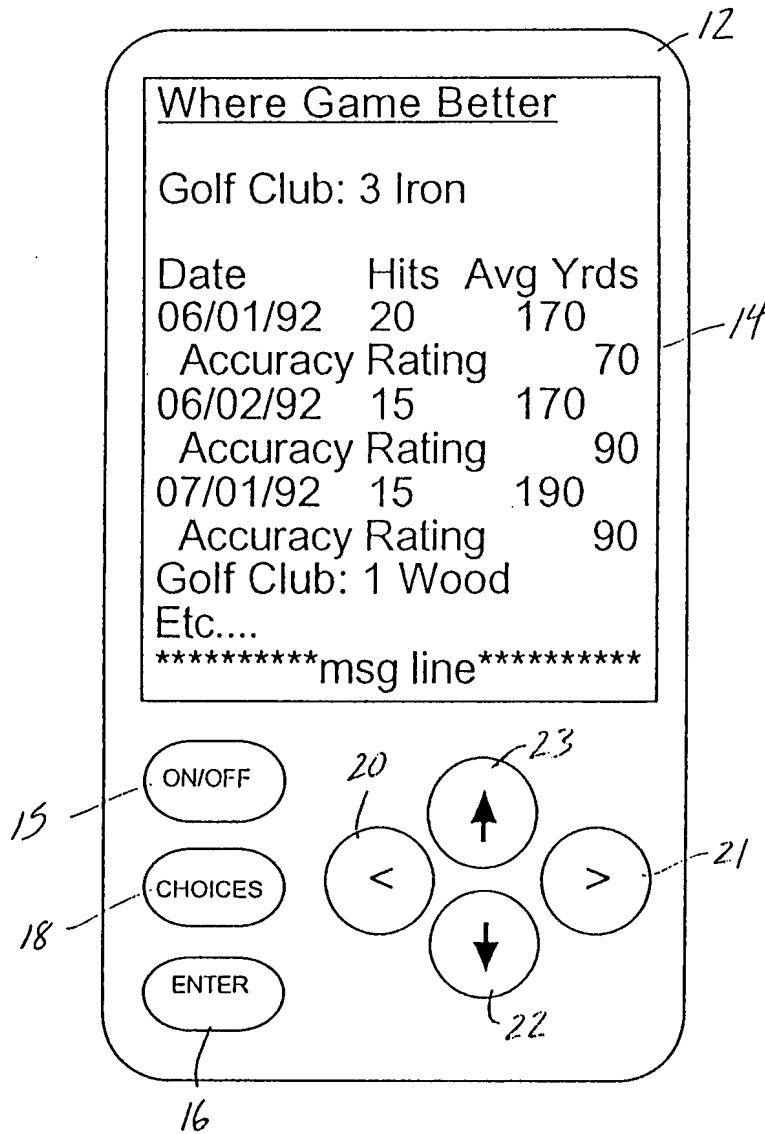 12
Where Game Better
Golf Club: 3 Iron
Date Hits Avg Yrds
06/01/92 20 170
14
Accuracy Rating 70
06/02/92 15 170
Accuracy Rating 90
07/01/92 15 190
Accuracy Rating 90
Golf Club: 1 Wood
Etc....
**********msg line**********
ON/OFF
15
20
23
<
>
21
CHOICES
18
ENTER
22
16